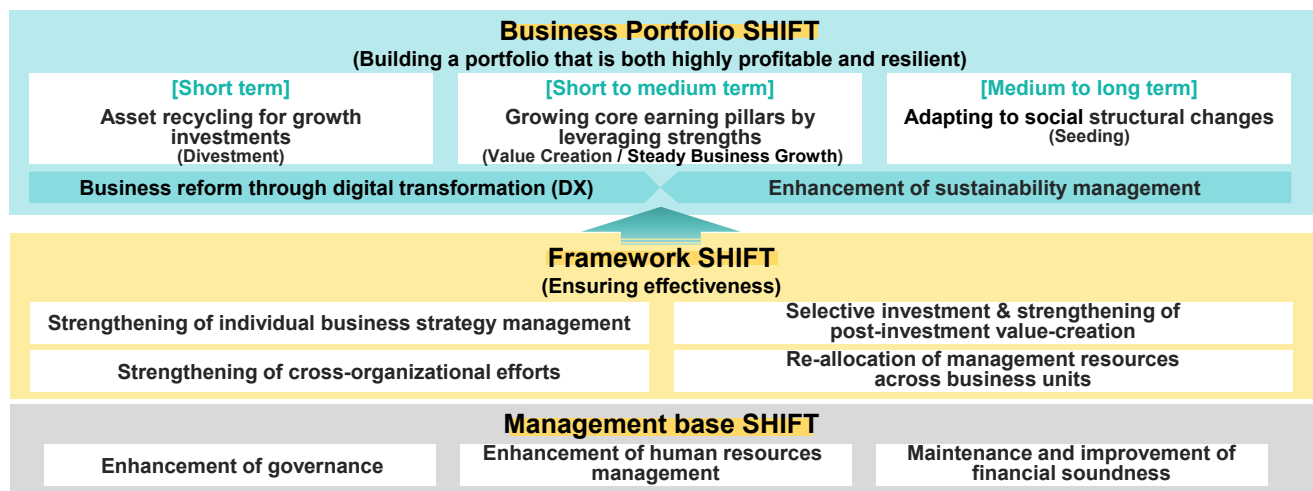 Business Portfolio SHIFT
(Building a portfolio that is both highly profitable and resilient)
[Short term]
Asset recycling for growth
investments
(Divestment)
[Short to medium term]
Growing core earning pillars by
leveraging strengths
(Value Creation / Steady Business Growth)
[Medium to long term]
Adapting to social structural changes
(Seeding)
Business reform through digital transformation (DX)
Enhancement of sustainability management
Framework SHIFT
(Ensuring effectiveness)
Strengthening of individual business strategy management
Selective investment & strengthening of
post-investment value-creation
Strengthening of cross-organizational efforts
Re-allocation of management resources
across business units
Management base SHIFT
Enhancement of governance
Enhancement of human resources
management
Maintenance and improvement of
financial soundness